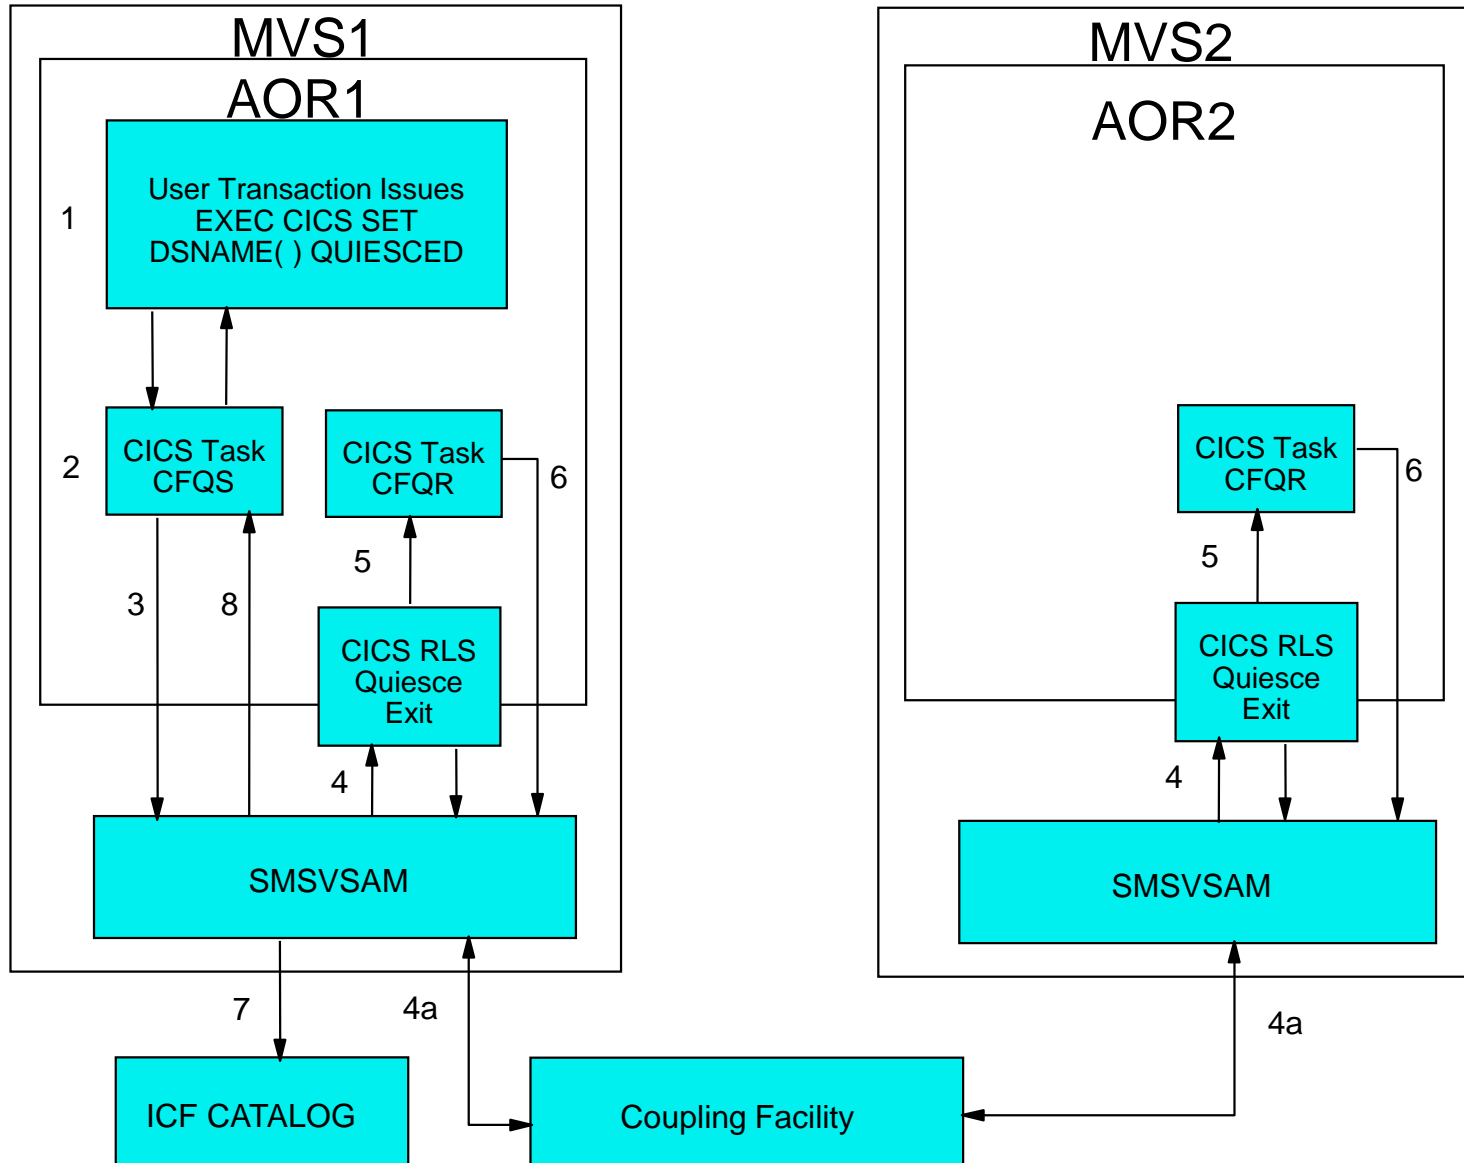 MVS1
AOR1
1
User Transaction Issues
EXEC CICS SET
DSNAME( ) QUIESCED
2
CICS Task
CFQS
CICS Task
CFQR
6
5
3
8
CICS RLS
Quiesce
Exit
4
SMSVSAM
7
4a
ICF CATALOG
Coupling Facility
MVS2
AOR2
CICS Task
CFQR
6
5
CICS RLS
Quiesce
Exit
4
SMSVSAM
4a